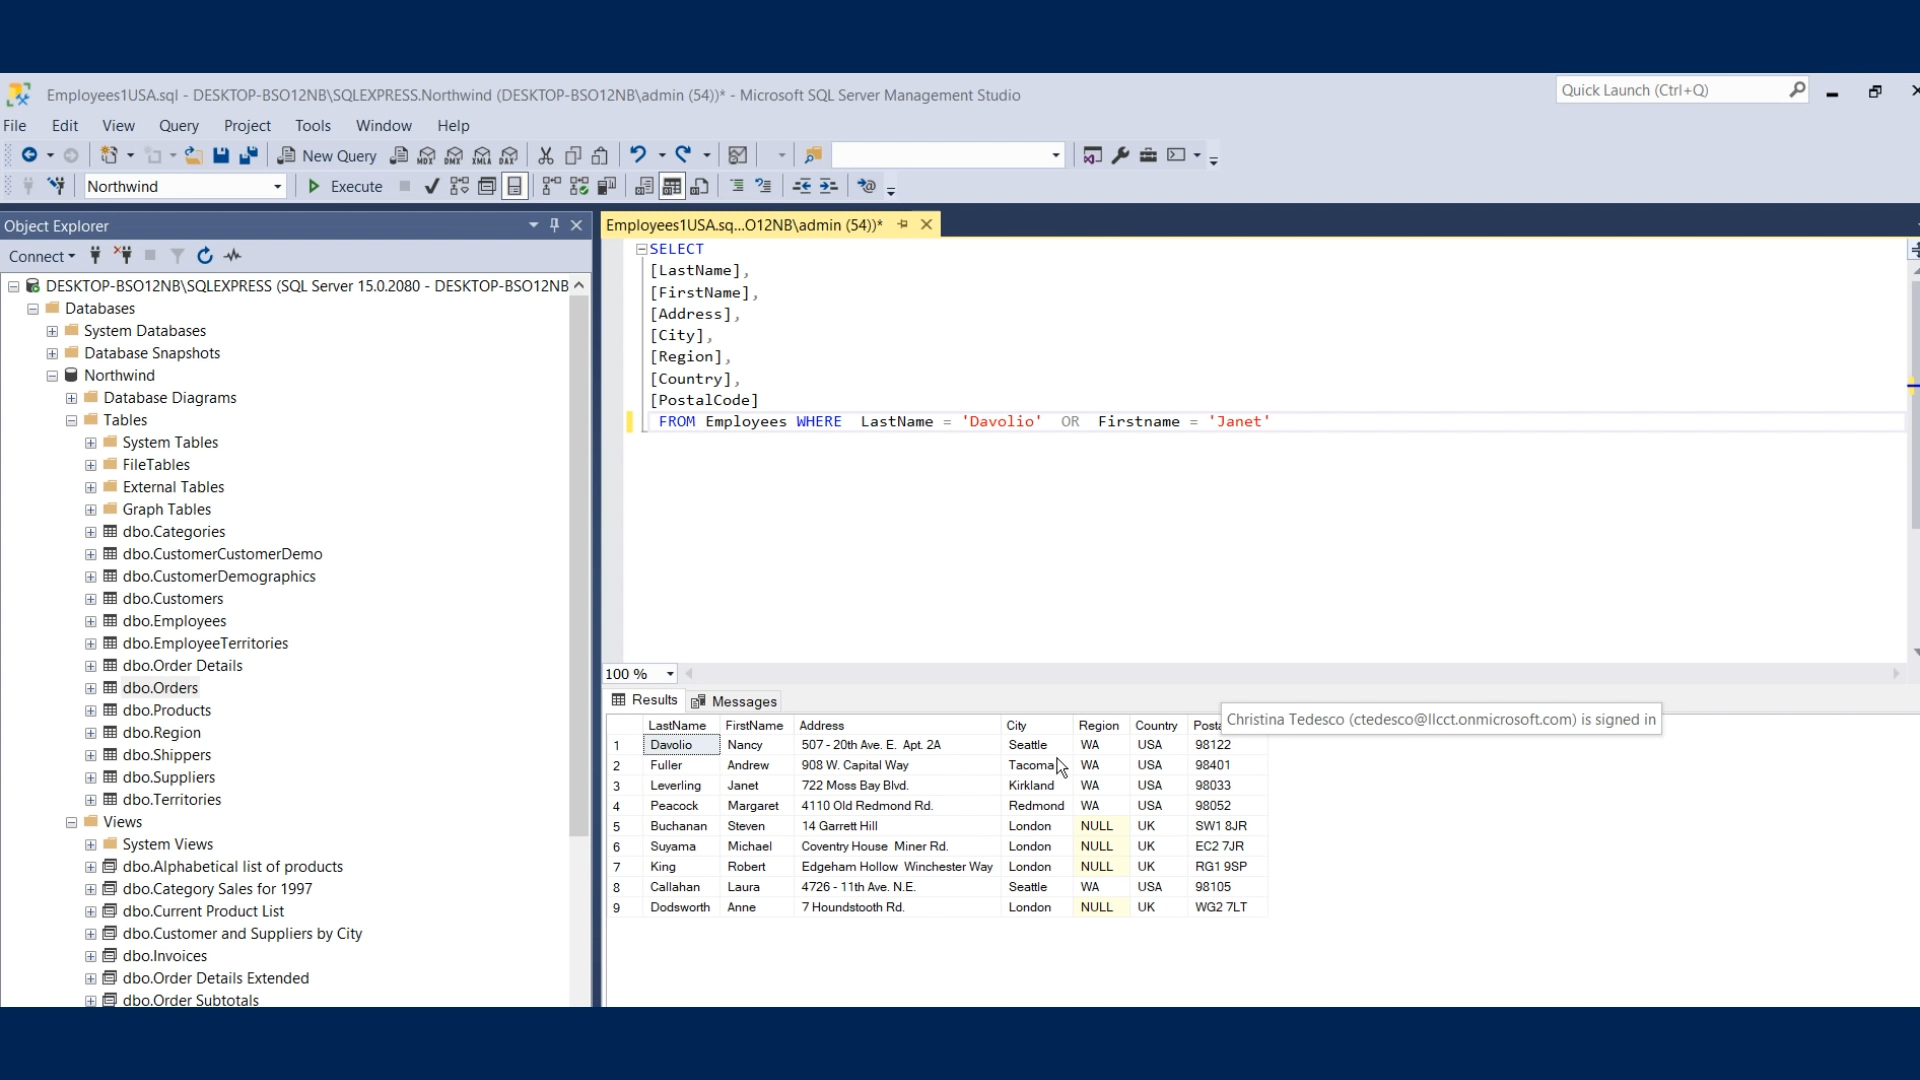 Employees1USA.sql - DESKTOP-BSO12NB\SQLEXPRESS.Northwind (DESKTOP-BSO12NB\admin (54))* - Microsoft SQL Server Management Studio
Quick Launch (Ctrl+Q)
File Edit View Query Project Tools Window Help
New Query MDX DMX XMLA DAX
Northwind Execute
Object Explorer
Employees1USA.sq...O12NB\admin (54))*
Connect
DESKTOP-BSO12NB\SQLEXPRESS (SQL Server 15.0.2080 - DESKTOP-BSO12NB
Databases
System Databases
Database Snapshots
Northwind
Database Diagrams
Tables
System Tables
FileTables
External Tables
Graph Tables
dbo.Categories
dbo.CustomerCustomerDemo
dbo.CustomerDemographics
dbo.Customers
dbo.Employees
dbo.EmployeeTerritories
dbo.Order Details
dbo.Orders
dbo.Products
dbo.Region
dbo.Shippers
dbo.Suppliers
dbo.Territories
Views
System Views
dbo.Alphabetical list of products
dbo.Category Sales for 1997
dbo.Current Product List
dbo.Customer and Suppliers by City
dbo.Invoices
dbo.Order Details Extended
dbo.Order Subtotals
SELECT
[LastName],
[FirstName],
[Address],
[City],
[Region],
[Country],
[PostalCode]
FROM Employees WHERE LastName = 'Davolio' OR Firstname = 'Janet'
100 %
Results Messages
Christina Tedesco (ctedesco@llcct.onmicrosoft.com) is signed in
LastName FirstName Address City Region Country Posta
1 Davolio Nancy 507 - 20th Ave. E. Apt. 2A Seattle WA USA 98122
2 Fuller Andrew 908 W. Capital Way Tacoma WA USA 98401
3 Leverling Janet 722 Moss Bay Blvd. Kirkland WA USA 98033
4 Peacock Margaret 4110 Old Redmond Rd. Redmond WA USA 98052
5 Buchanan Steven 14 Garrett Hill London NULL UK SW1 8JR
6 Suyama Michael Coventry House Miner Rd. London NULL UK EC2 7JR
7 King Robert Edgeham Hollow Winchester Way London NULL UK RG1 9SP
8 Callahan Laura 4726 - 11th Ave. N.E. Seattle WA USA 98105
9 Dodsworth Anne 7 Houndstooth Rd. London NULL UK WG2 7LT